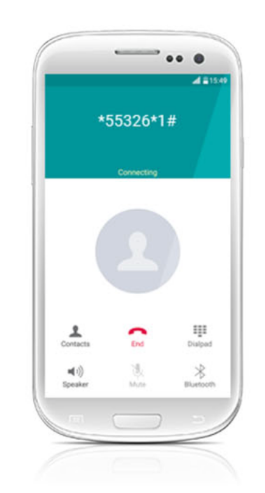 15:49
*55326*1#
Connecting
Contacts
End
Dialpad
Speaker
Mute
Bluetooth